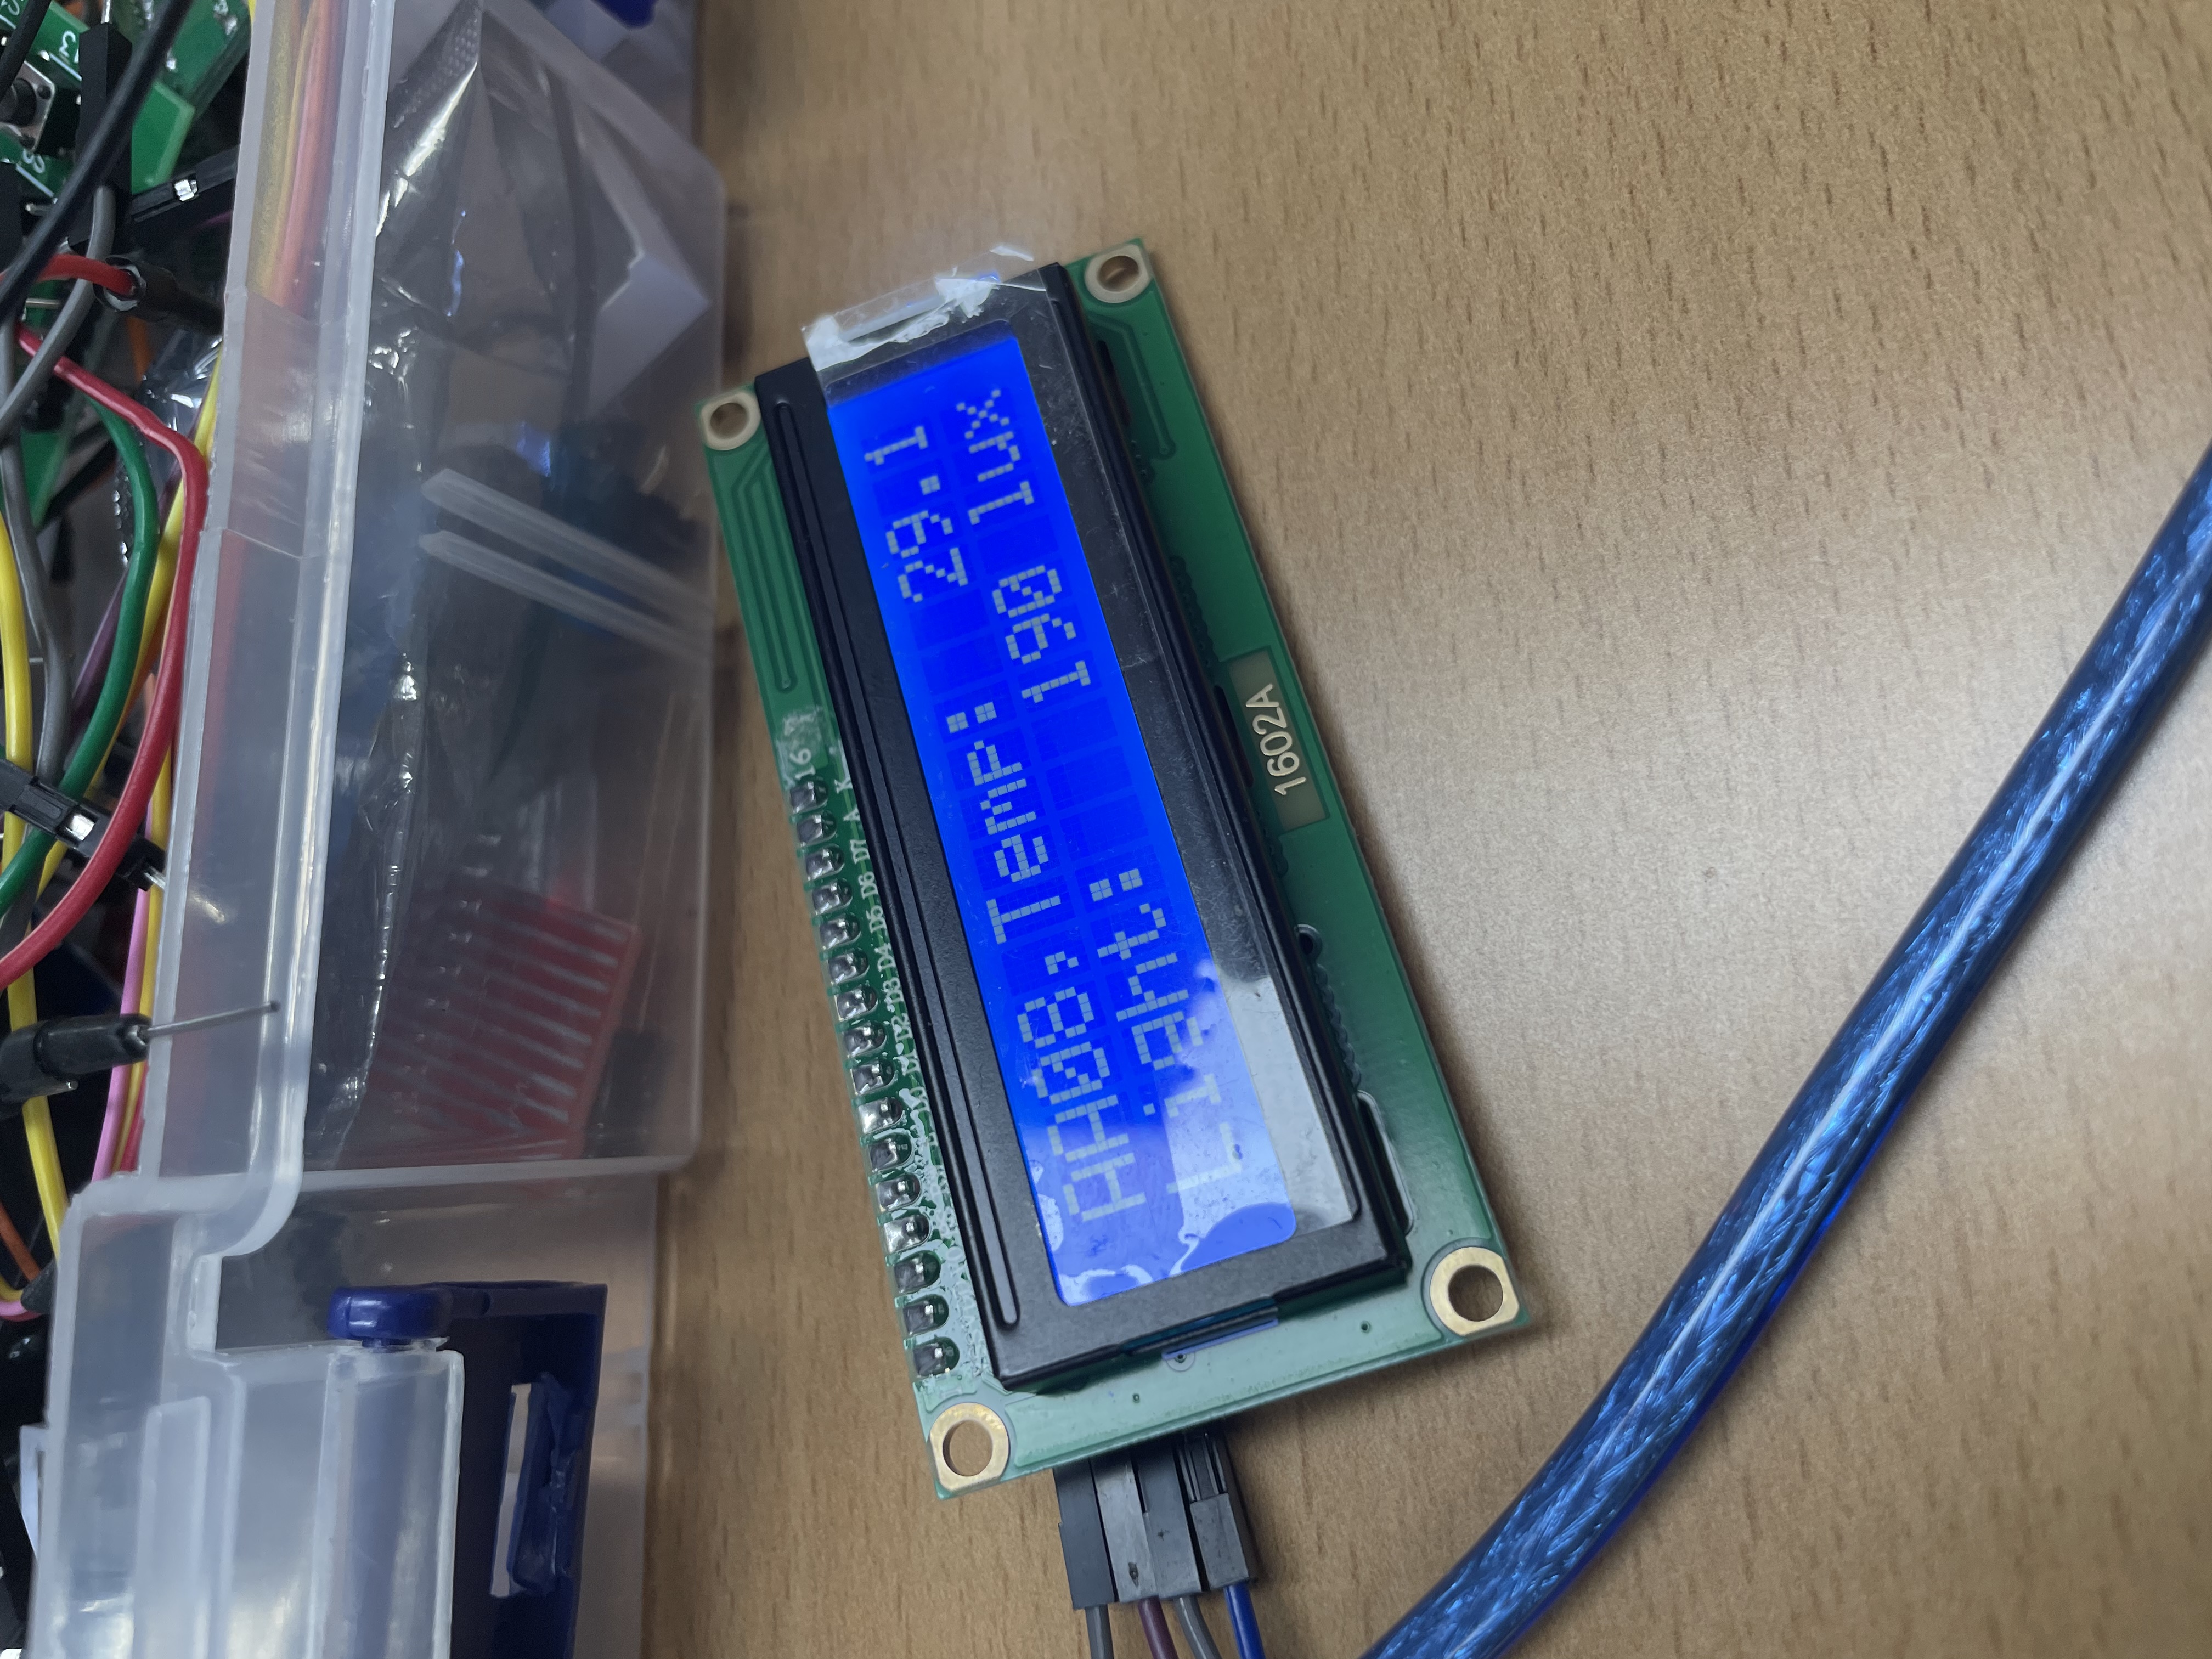 16
D0 D1 D2 D3 D4 D5 D6 D7 A K
AA08,Temp:  29.1
Light:   190 lux
1602A